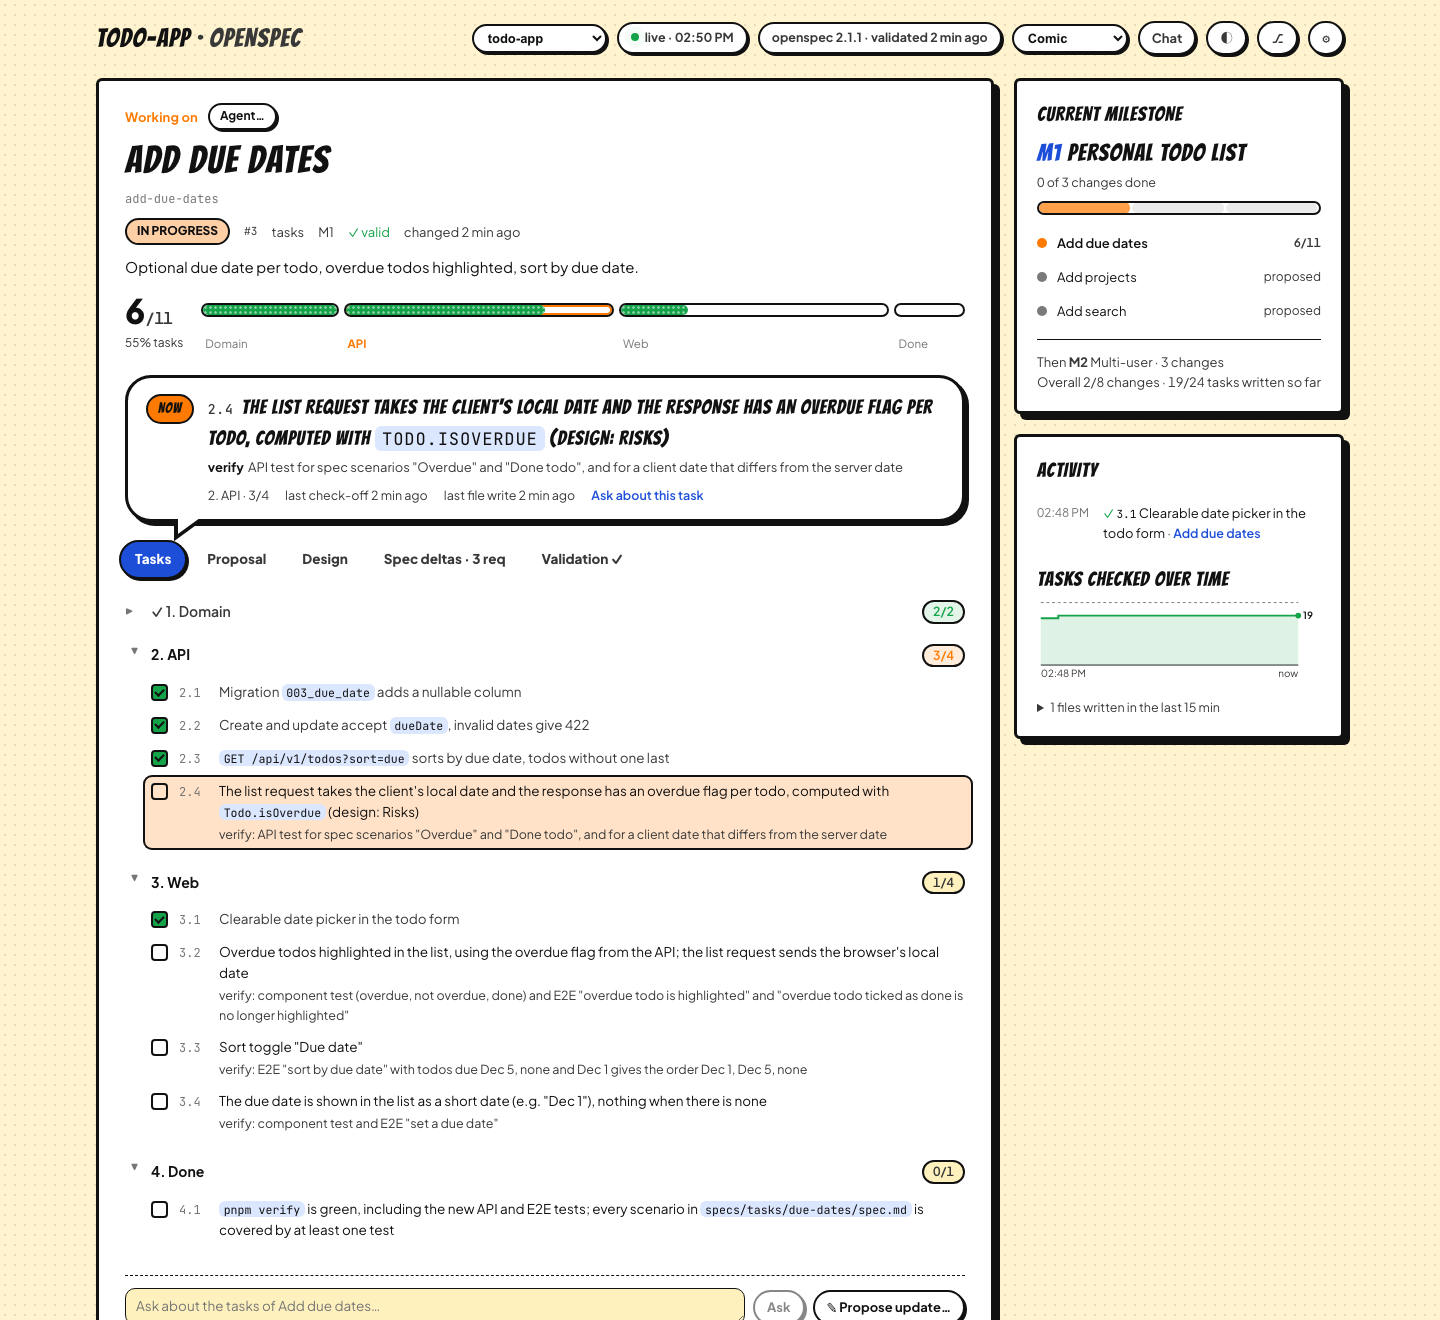 TODO-APP · OPENSPEC
todo-app
live · 02:50 PM
openspec 2.1.1 · validated 2 min ago
Comic
Chat
Working on
Agent…
ADD DUE DATES
add-due-dates
IN PROGRESS
#3
tasks
M1
✓ valid
changed 2 min ago
Optional due date per todo, overdue todos highlighted, sort by due date.
6/11
55% tasks
Domain
API
Web
Done
NOW
2.4 THE LIST REQUEST TAKES THE CLIENT'S LOCAL DATE AND THE RESPONSE HAS AN OVERDUE FLAG PER
TODO, COMPUTED WITH TODO.ISOVERDUE (DESIGN: RISKS)
verify API test for spec scenarios "Overdue" and "Done todo", and for a client date that differs from the server date
2. API · 3/4
last check-off 2 min ago
last file write 2 min ago
Ask about this task
Tasks
Proposal
Design
Spec deltas · 3 req
Validation ✓
✓ 1. Domain
2/2
2. API
3/4
2.1 Migration 003_due_date adds a nullable column
2.2 Create and update accept dueDate, invalid dates give 422
2.3 GET /api/v1/todos?sort=due sorts by due date, todos without one last
2.4 The list request takes the client's local date and the response has an overdue flag per todo, computed with
Todo.isOverdue (design: Risks)
verify: API test for spec scenarios "Overdue" and "Done todo", and for a client date that differs from the server date
3. Web
1/4
3.1 Clearable date picker in the todo form
3.2 Overdue todos highlighted in the list, using the overdue flag from the API; the list request sends the browser's local
date
verify: component test (overdue, not overdue, done) and E2E "overdue todo is highlighted" and "overdue todo ticked as done is
no longer highlighted"
3.3 Sort toggle "Due date"
verify: E2E "sort by due date" with todos due Dec 5, none and Dec 1 gives the order Dec 1, Dec 5, none
3.4 The due date is shown in the list as a short date (e.g. "Dec 1"), nothing when there is none
verify: component test and E2E "set a due date"
4. Done
0/1
4.1 pnpm verify is green, including the new API and E2E tests; every scenario in specs/tasks/due-dates/spec.md is
covered by at least one test
Ask about the tasks of Add due dates…
Ask
✎ Propose update…
CURRENT MILESTONE
M1 PERSONAL TODO LIST
0 of 3 changes done
Add due dates 6/11
Add projects proposed
Add search proposed
Then M2 Multi-user · 3 changes
Overall 2/8 changes · 19/24 tasks written so far
ACTIVITY
02:48 PM ✓ 3.1 Clearable date picker in the
todo form · Add due dates
TASKS CHECKED OVER TIME
19
02:48 PM
now
1 files written in the last 15 min